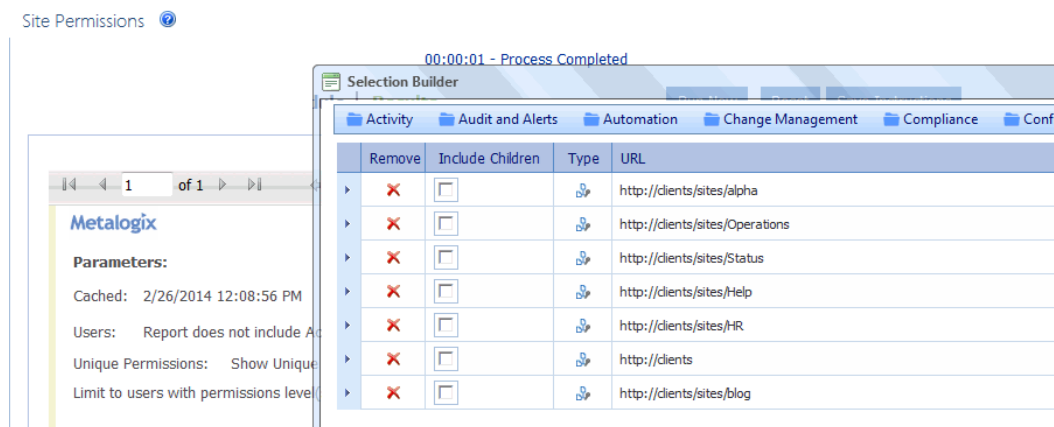 Site Permissions
00:00:01 - Process Completed
Selection Builder
Activity Audit and Alerts Automation Change Management Compliance Conf
Remove Include Children Type URL
http://clients/sites/alpha
http://clients/sites/Operations
http://clients/sites/Status
http://clients/sites/Help
http://clients/sites/HR
http://clients
http://clients/sites/blog
1 of 1
Metalogix
Parameters:
Cached: 2/26/2014 12:08:56 PM
Users: Report does not include Ac
Unique Permissions: Show Unique
Limit to users with permissions level(